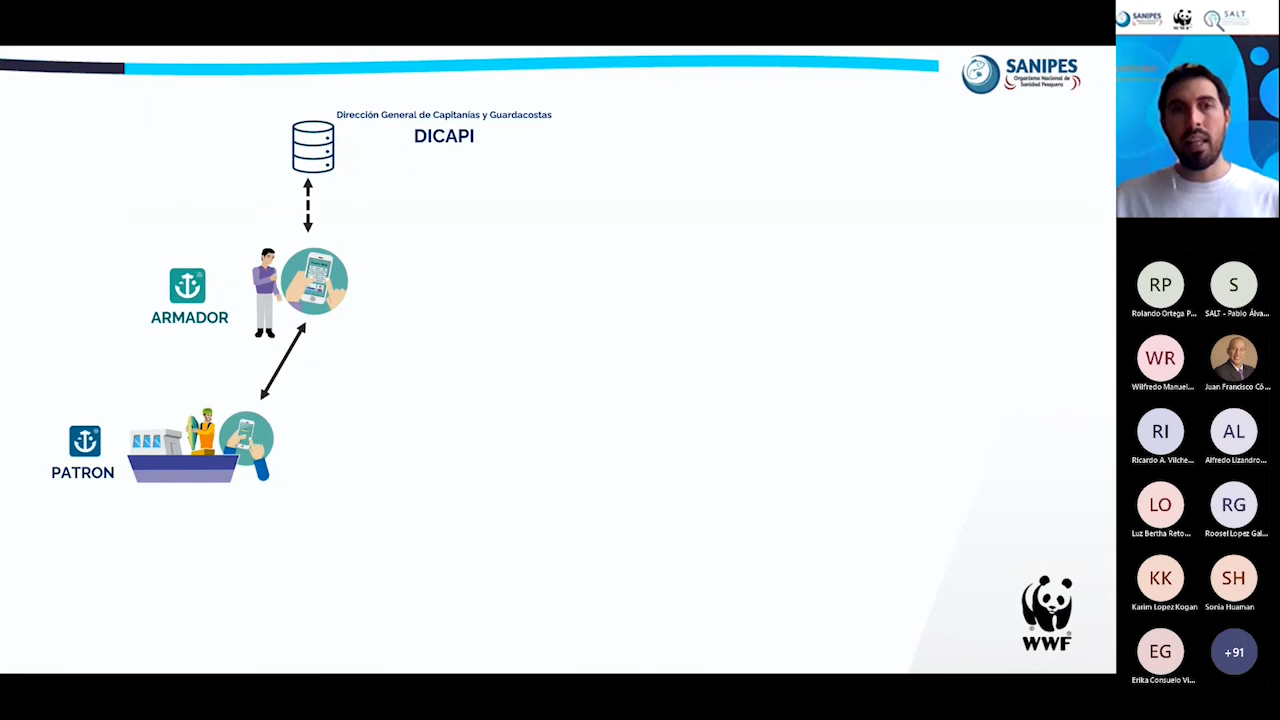 SANIPES
Organismo Nacional de
Sanidad Pesquera
Dirección General de Capitanías y Guardacostas
DICAPI
ARMADOR
PATRON
WWF
SANIPES
WWF
SALT
RP
S
Rolando Ortega P...
SALT - Pablo Álva...
WR
Wilfredo Manuel...
Juan Francisco Có...
RI
AL
Ricardo A. Vilche...
Alfredo Lizandro...
LO
RG
Luz Bertha Reto...
Roosel Lopez Gal...
KK
SH
Karim Lopez Kogan
Sonia Huaman
EG
+91
Erika Consuelo Vi...